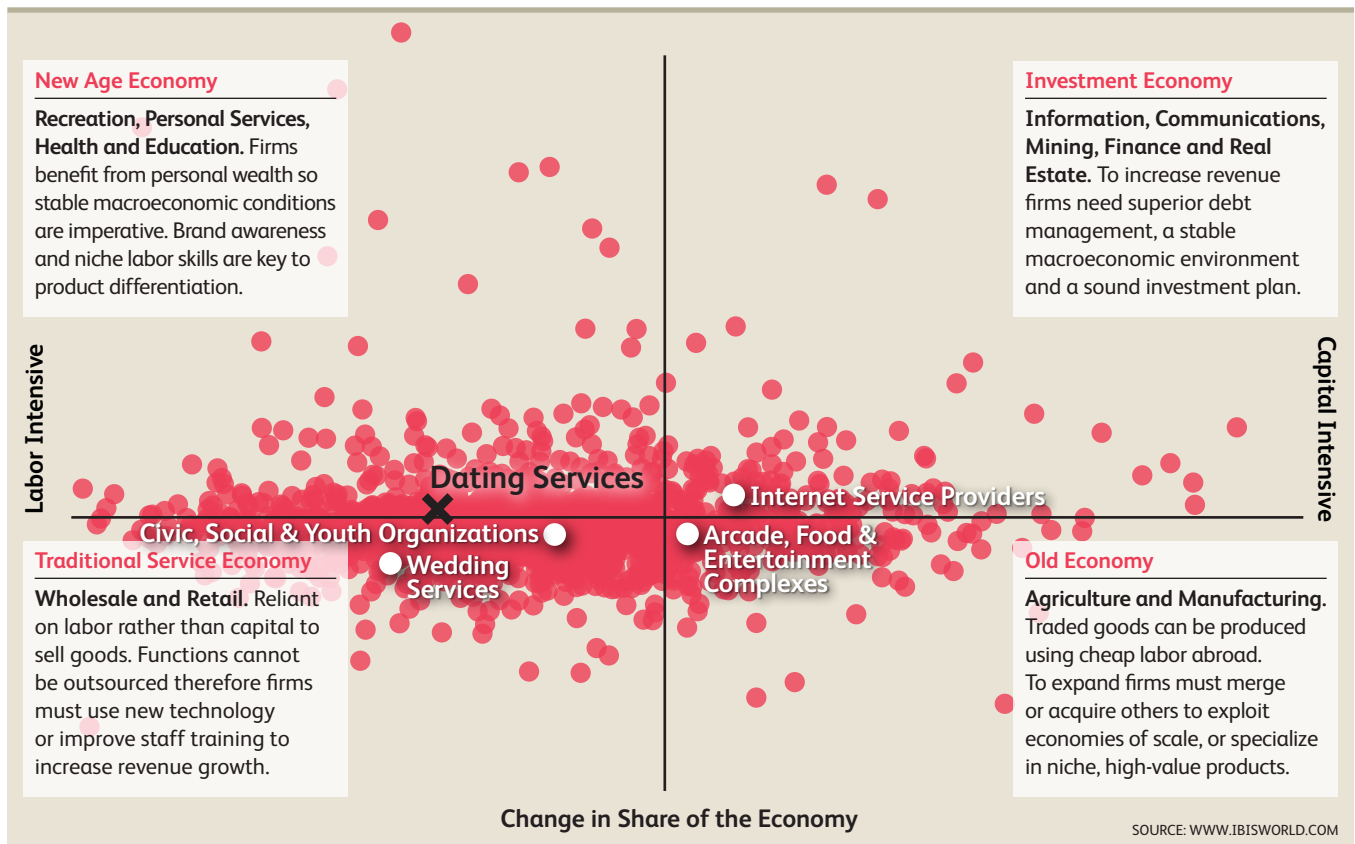 New Age Economy
Recreation, Personal Services,
Health and Education. Firms
benefit from personal wealth so
stable macroeconomic conditions
are imperative. Brand awareness
and niche labor skills are key to
product differentiation.
Investment Economy
Information, Communications,
Mining, Finance and Real
Estate. To increase revenue
firms need superior debt
management, a stable
macroeconomic environment
and a sound investment plan.
Labor Intensive
Capital Intensive
Dating Services
Internet Service Providers
Civic, Social & Youth Organizations
Wedding
Services
Arcade, Food &
Entertainment
Complexes
Traditional Service Economy
Wholesale and Retail. Reliant
on labor rather than capital to
sell goods. Functions cannot
be outsourced therefore firms
must use new technology
or improve staff training to
increase revenue growth.
Old Economy
Agriculture and Manufacturing.
Traded goods can be produced
using cheap labor abroad.
To expand firms must merge
or acquire others to exploit
economies of scale, or specialize
in niche, high-value products.
Change in Share of the Economy
SOURCE: WWW.IBISWORLD.COM